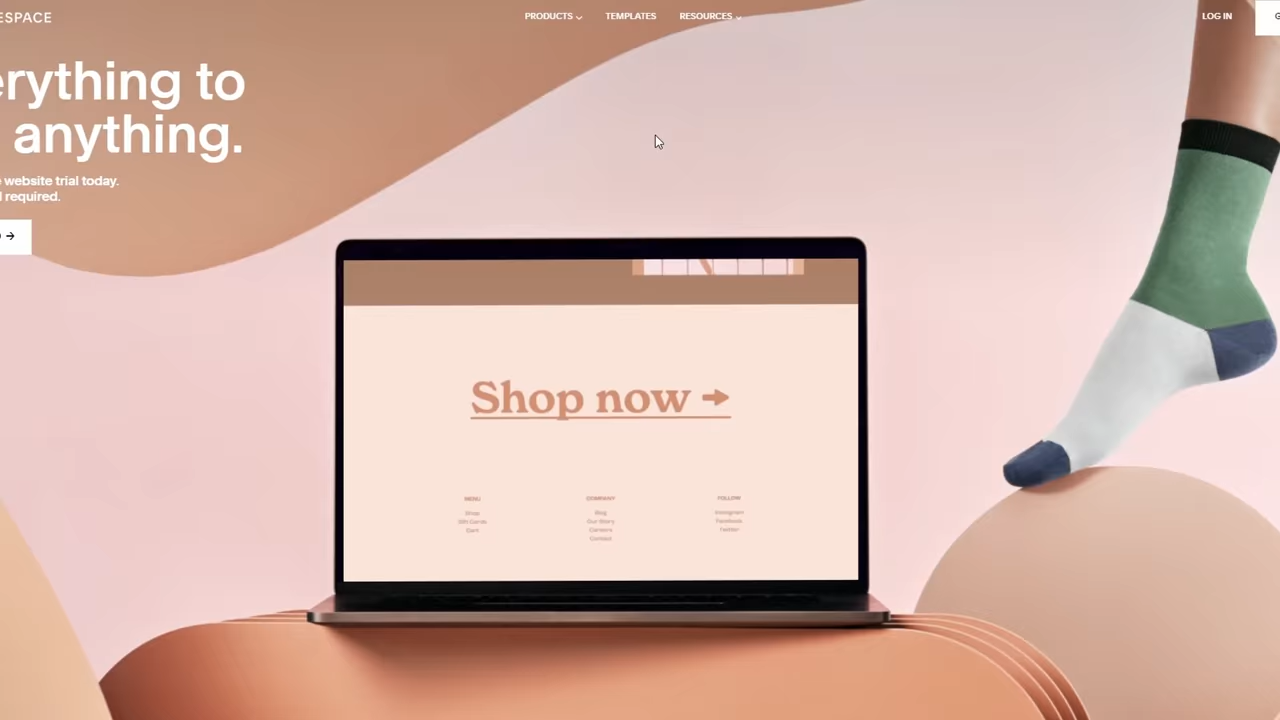 ESPACE
PRODUCTS
TEMPLATES
RESOURCES
LOG IN
G
erything to
anything.
e website trial today.
l required.
Shop now
MENU
Shop
Gift Cards
Cart
COMPANY
Blog
Our Story
Careers
Contact
FOLLOW
Instagram
Facebook
Twitter